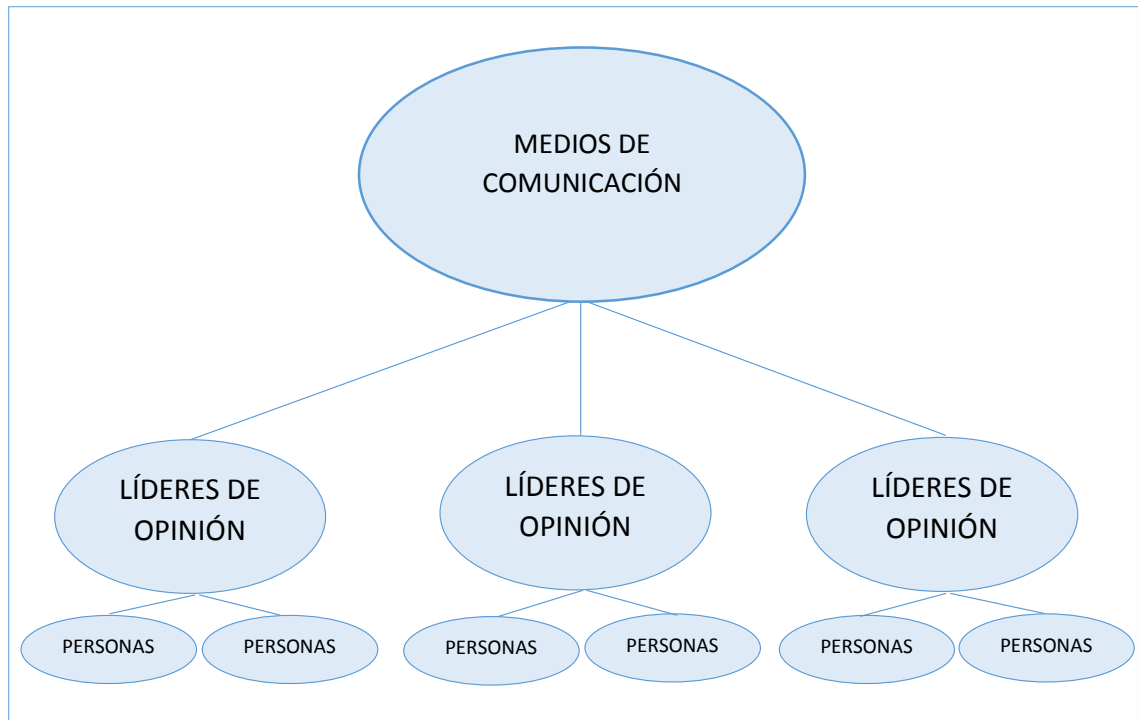 MEDIOS DE
COMUNICACIÓN
LÍDERES DE
OPINIÓN
LÍDERES DE
OPINIÓN
LÍDERES DE
OPINIÓN
PERSONAS
PERSONAS
PERSONAS
PERSONAS
PERSONAS
PERSONAS